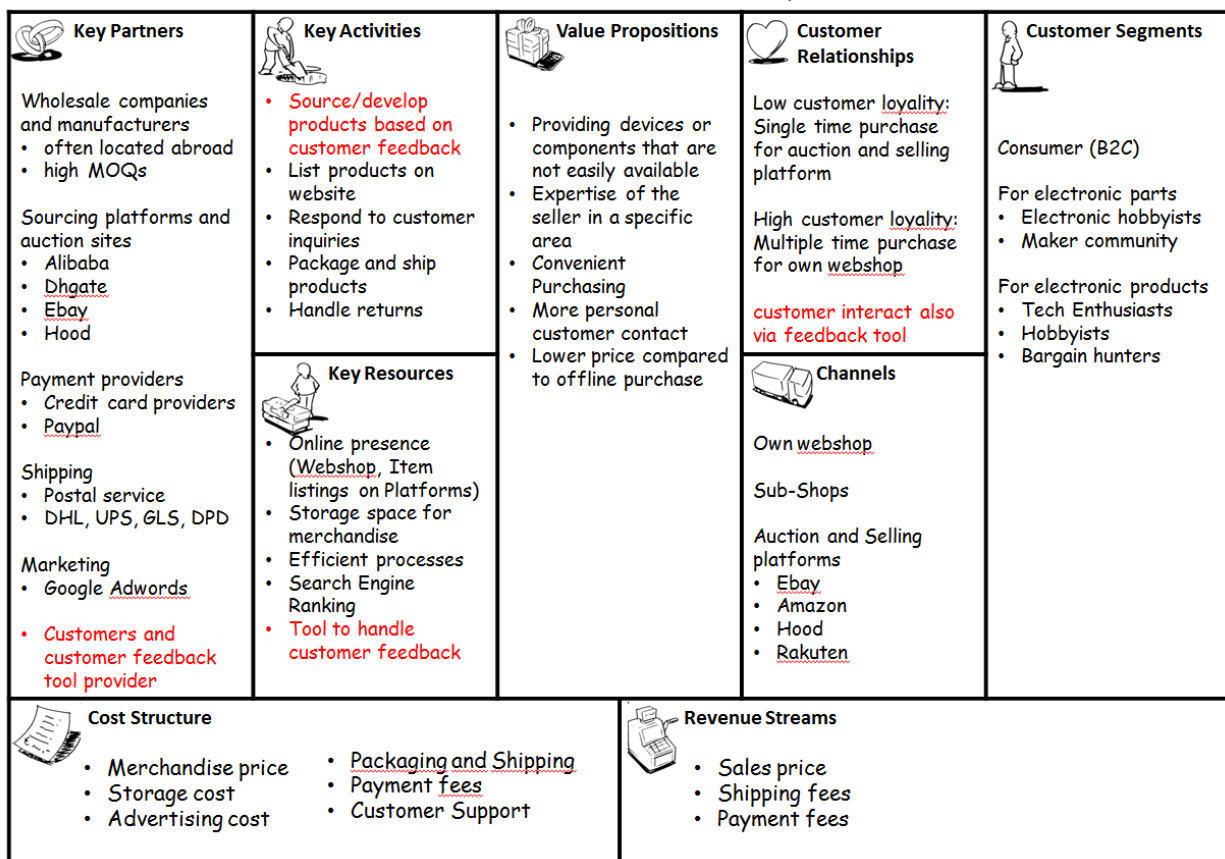 Key Partners
Wholesale companies
and manufacturers
• often located abroad
• high MOQs
Sourcing platforms and
auction sites
• Alibaba
• Dhgate
• Ebay
• Hood
Payment providers
• Credit card providers
• Paypal
Shipping
• Postal service
• DHL, UPS, GLS, DPD
Marketing
• Google Adwords
• Customers and
customer feedback
tool provider
Key Activities
• Source/develop
products based on
customer feedback
• List products on
website
• Respond to customer
inquiries
• Package and ship
products
• Handle returns
Key Resources
• Online presence
(Webshop, Item
listings on Platforms)
• Storage space for
merchandise
• Efficient processes
• Search Engine
Ranking
• Tool to handle
customer feedback
Value Propositions
• Providing devices or
components that are
not easily available
• Expertise of the
seller in a specific
area
• Convenient
Purchasing
• More personal
customer contact
• Lower price compared
to offline purchase
Customer
Relationships
Low customer loyality:
Single time purchase
for auction and selling
platform
High customer loyality:
Multiple time purchase
for own webshop
customer interact also
via feedback tool
Channels
Own webshop
Sub-Shops
Auction and Selling
platforms
• Ebay
• Amazon
• Hood
• Rakuten
Customer Segments
Consumer (B2C)
For electronic parts
• Electronic hobbyists
• Maker community
For electronic products
• Tech Enthusiasts
• Hobbyists
• Bargain hunters
Cost Structure
• Merchandise price
• Storage cost
• Advertising cost
• Packaging and Shipping
• Payment fees
• Customer Support
Revenue Streams
• Sales price
• Shipping fees
• Payment fees